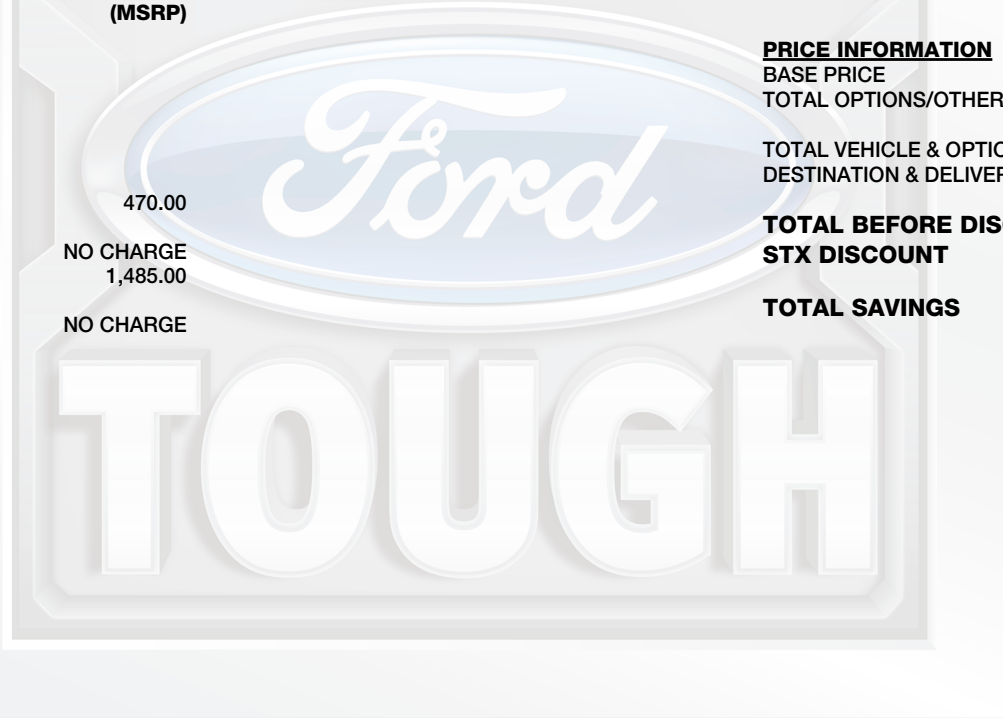 (MSRP)
470.00
NO CHARGE
1,485.00
NO CHARGE
PRICE INFORMATION
BASE PRICE
TOTAL OPTIONS/OTHER
TOTAL VEHICLE & OPTIO
DESTINATION & DELIVER
TOTAL BEFORE DIS
STX DISCOUNT
TOTAL SAVINGS
Ford
TOUGH